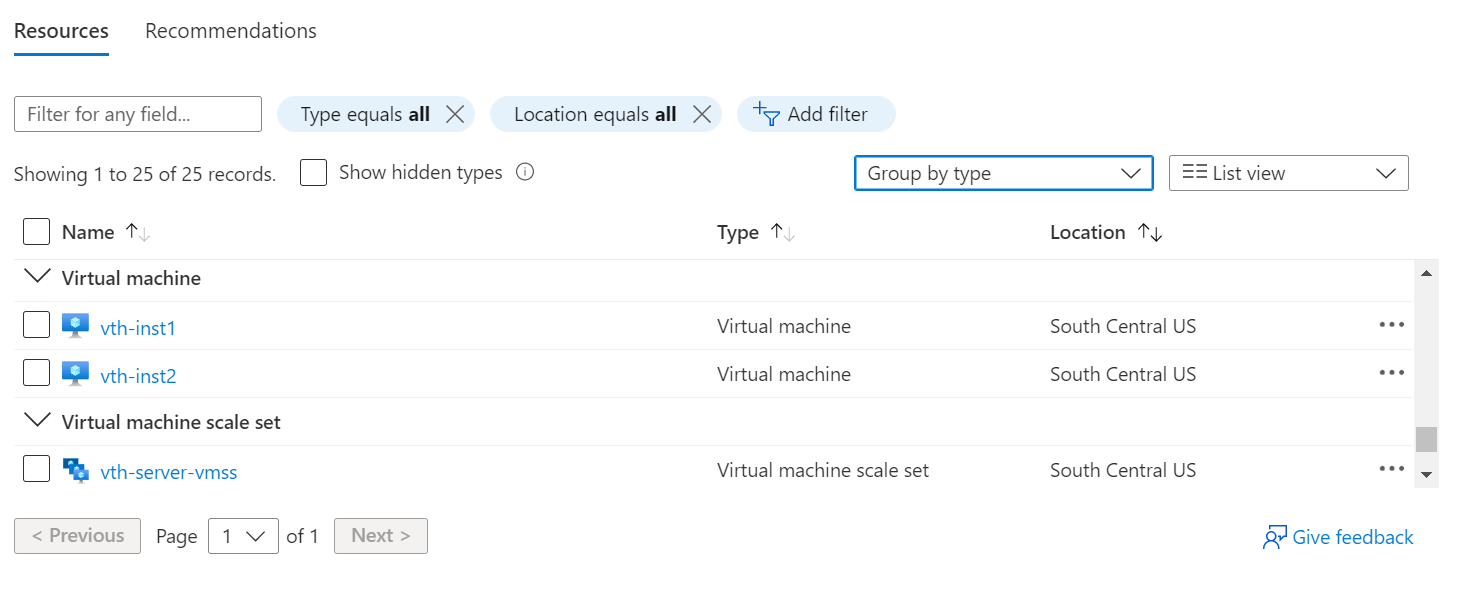 Resources Recommendations
Filter for any field... Type equals all Location equals all Add filter
Showing 1 to 25 of 25 records. Show hidden types Group by type List view
Name Type Location
Virtual machine
vth-inst1 Virtual machine South Central US
vth-inst2 Virtual machine South Central US
Virtual machine scale set
vth-server-vmss Virtual machine scale set South Central US
< Previous Page 1 of 1 Next > Give feedback